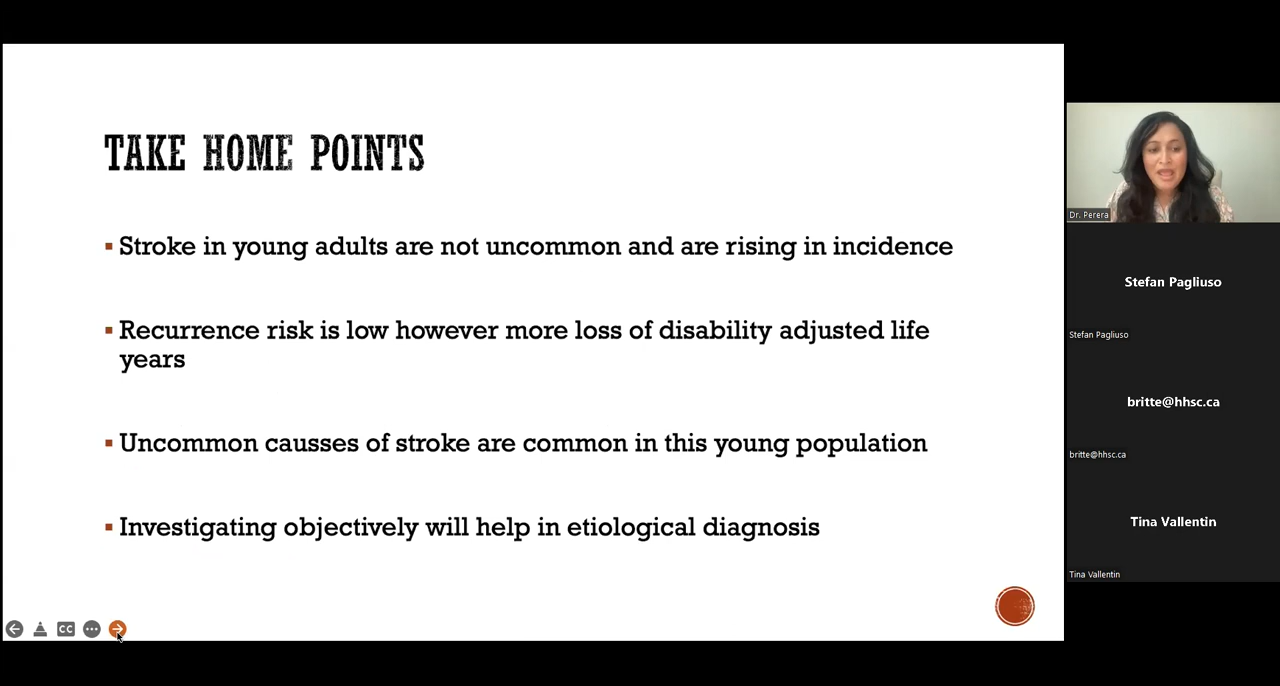 TAKE HOME POINTS
Stroke in young adults are not uncommon and are rising in incidence
Recurrence risk is low however more loss of disability adjusted life
years
Uncommon causses of stroke are common in this young population
Investigating objectively will help in etiological diagnosis
CC
Dr. Perera
Stefan Pagliuso
Stefan Pagliuso
britte@hhsc.ca
britte@hhsc.ca
Tina Vallentin
Tina Vallentin